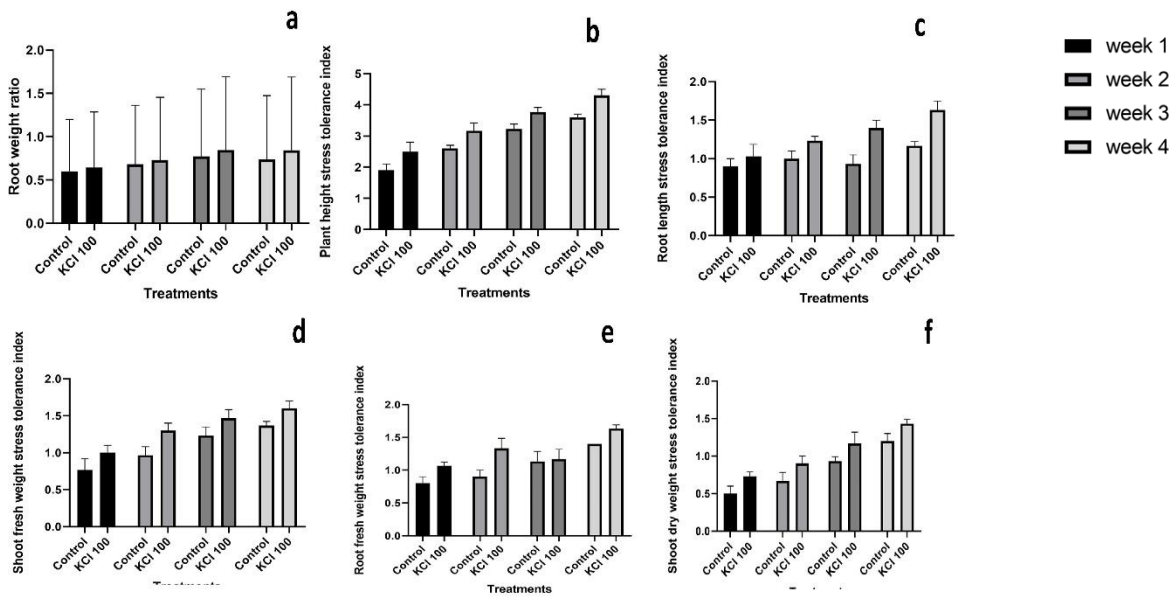 a
Root weight ratio
2.0
1.5
1.0
0.5
0.0
Control
KCl 100
Control
KCl 100
Control
KCl 100
Control
KCl 100
Treatments
b
Plant height stress tolerance index
5
4
3
2
1
0
Control
KCl 100
Control
KCl 100
Control
KCl 100
Control
KCl 100
Treatments
c
Root length stress tolerance index
2.0
1.5
1.0
0.5
0.0
Control
KCl 100
Control
KCl 100
Control
KCl 100
Control
KCl 100
Treatments
week 1
week 2
week 3
week 4
d
Shoot fresh weight stress tolerance index
2.0
1.5
1.0
0.5
0.0
Control
KCl 100
Control
KCl 100
Control
KCl 100
Control
KCl 100
Treatments
e
Root fresh weight stress tolerance index
2.0
1.5
1.0
0.5
0.0
Control
KCl 100
Control
KCl 100
Control
KCl 100
Control
KCl 100
Treatments
f
Shoot dry weight stress tolerance index
2.0
1.5
1.0
0.5
0.0
Control
KCl 100
Control
KCl 100
Control
KCl 100
Control
KCl 100